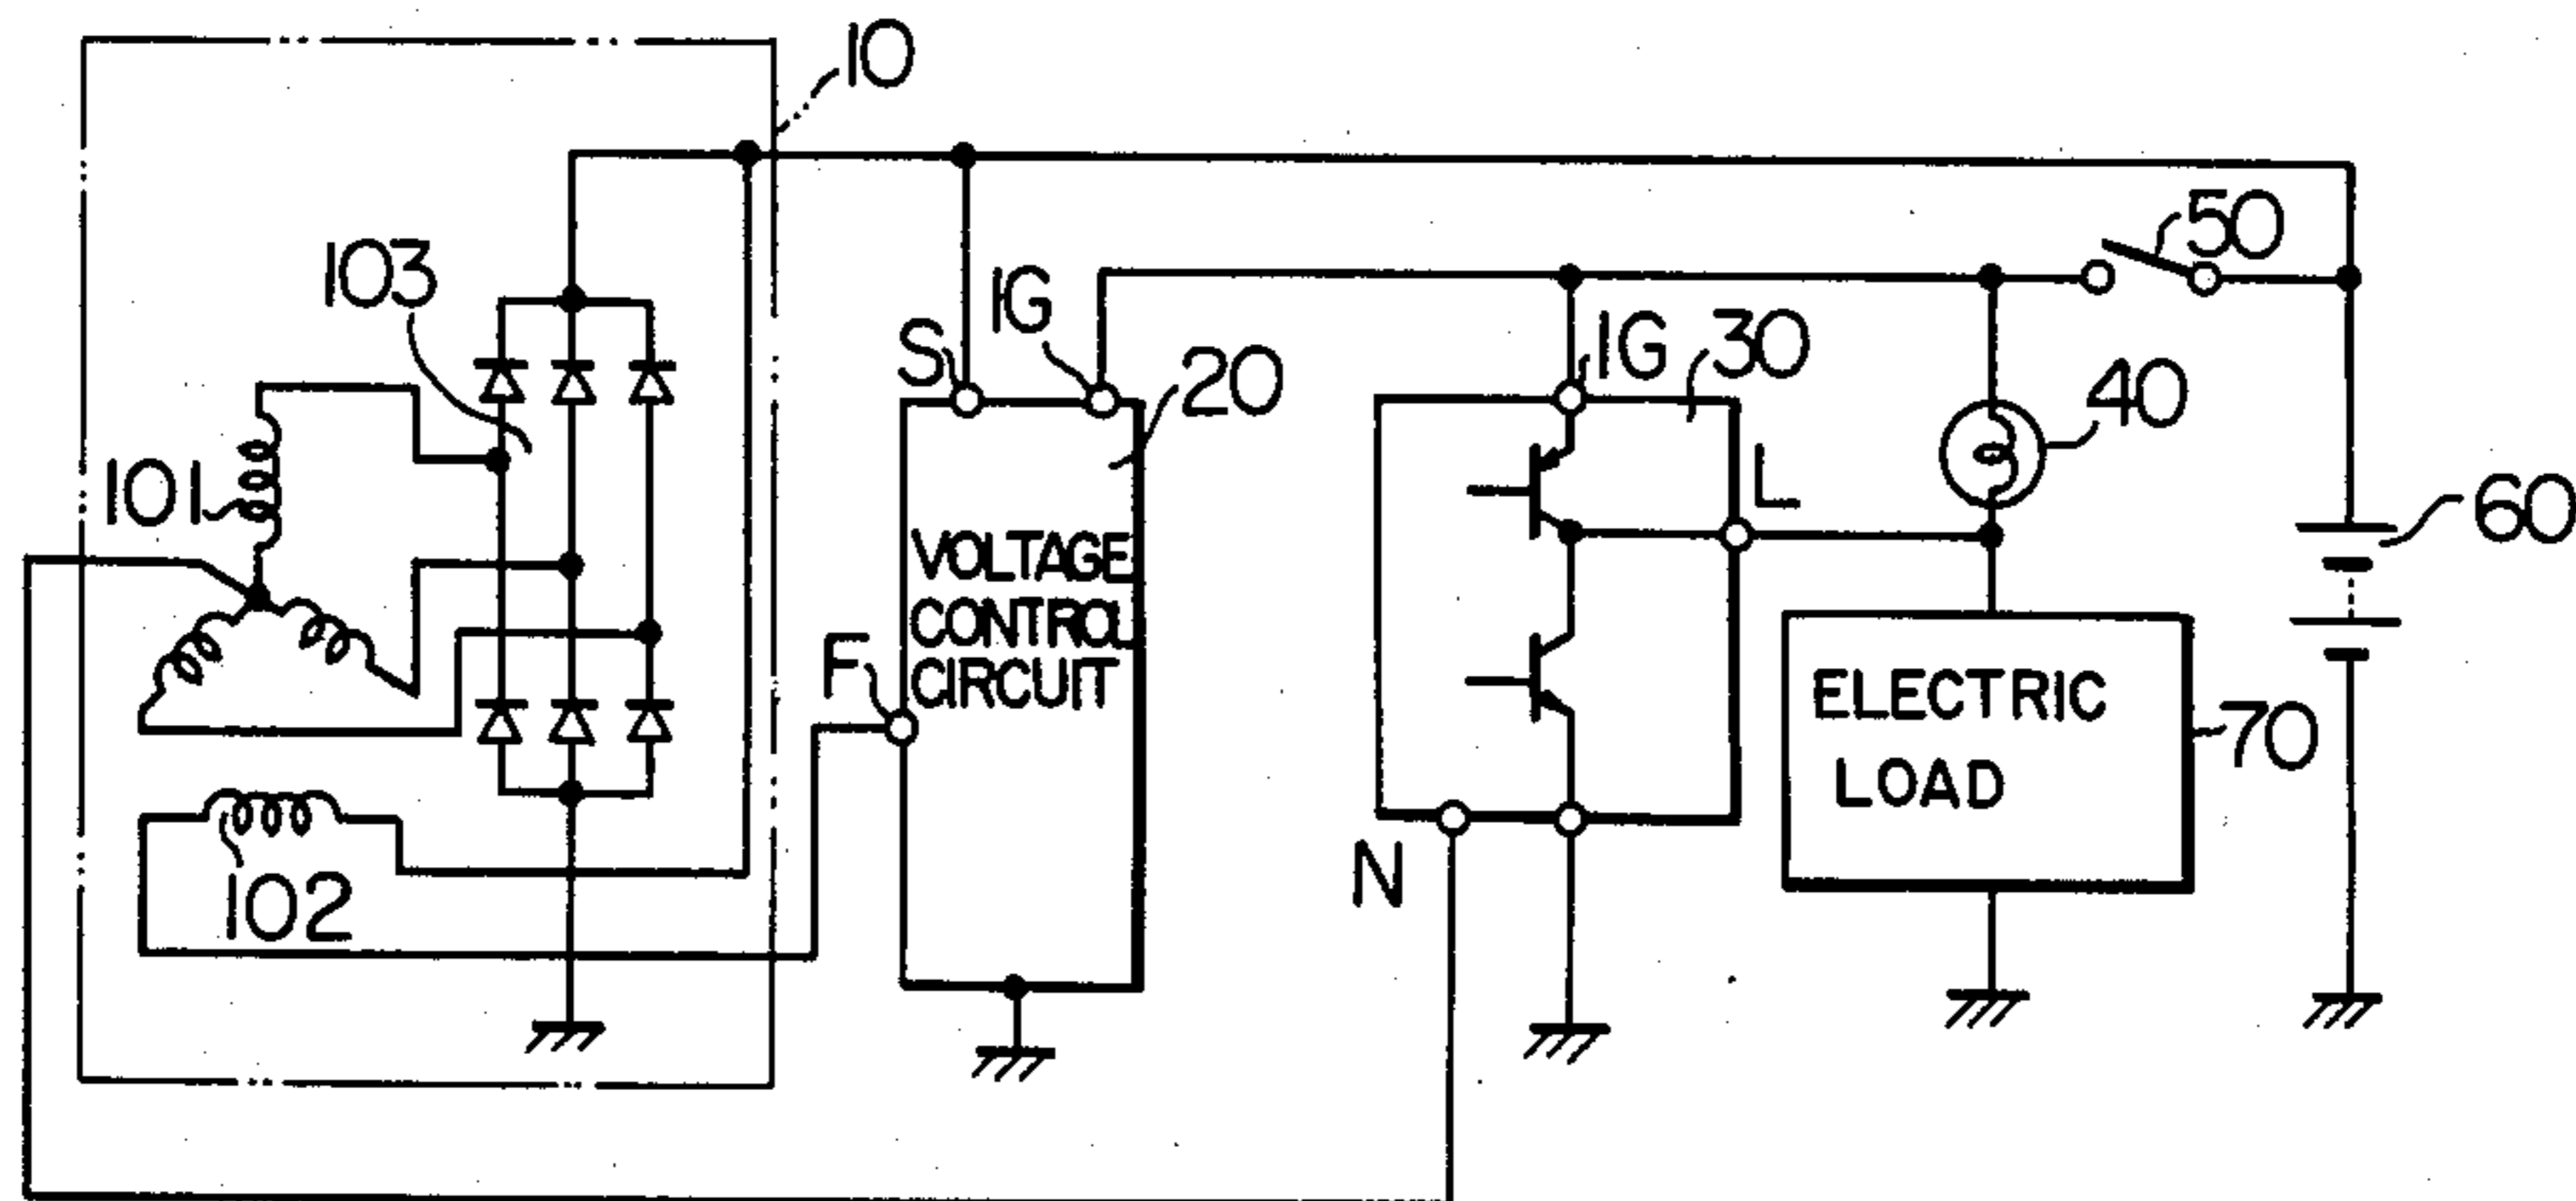 10
103
101
102
S
IG
20
F
VOLTAGE
CONTROL
CIRCUIT
IG
30
L
N
40
50
60
ELECTRIC
LOAD
70